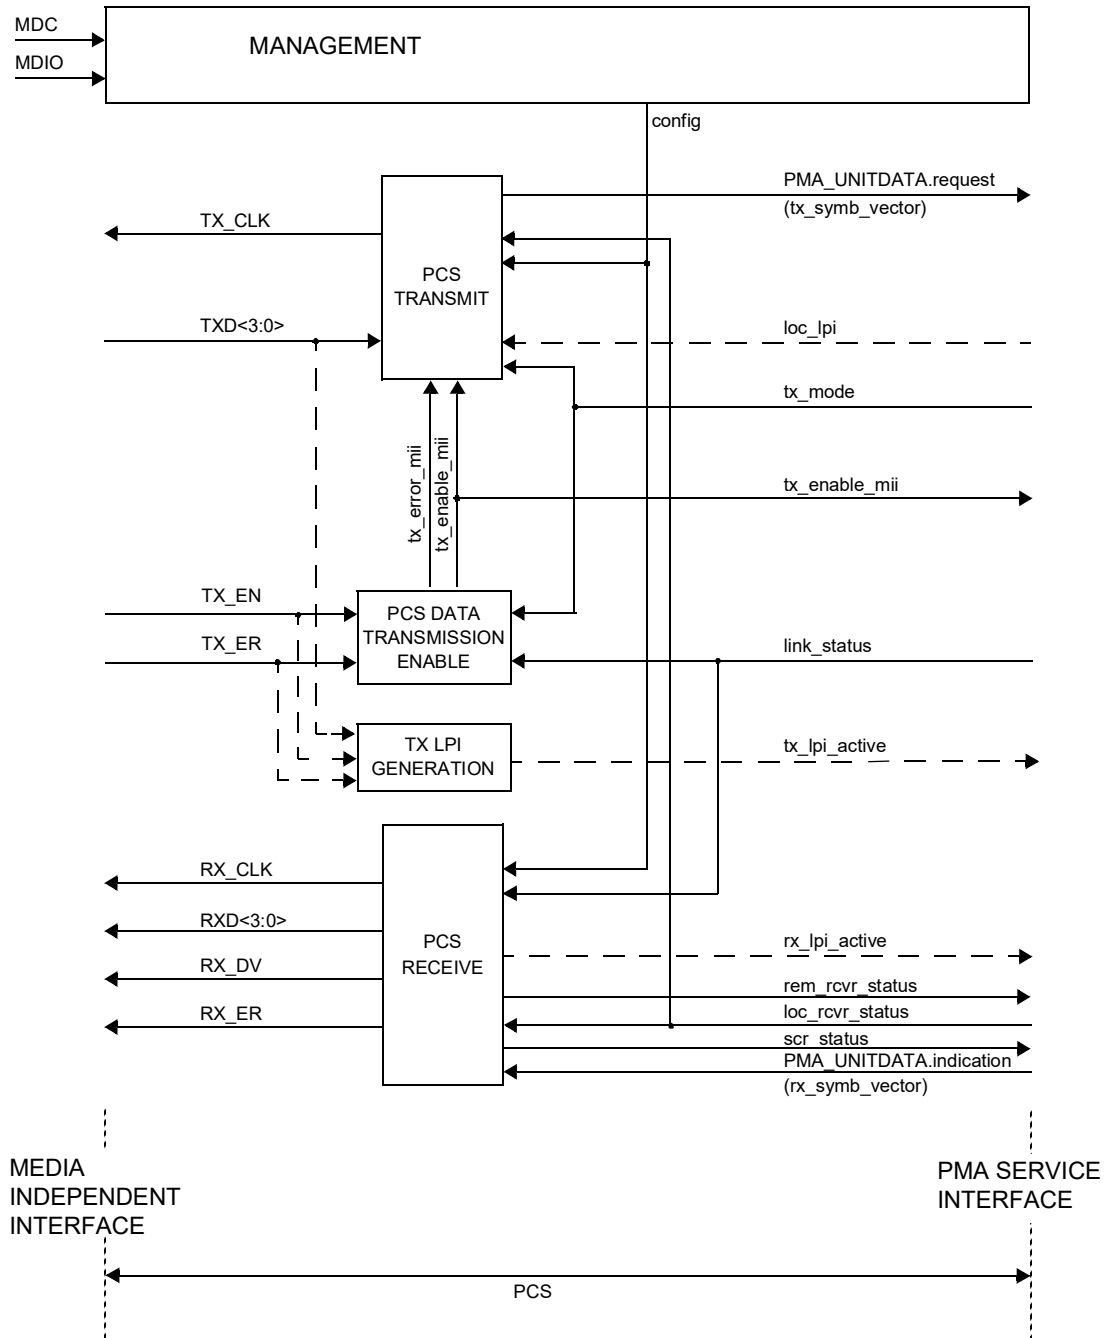 MDC
MANAGEMENT
MDIO
config
PMA_UNITDATA.request
(tx_symb_vector)
TX_CLK
PCS
TRANSMIT
TXD<3:0>
loc_lpi
tx_mode
tx_error_mii
tx_enable_mii
tx_enable_mii
TX_EN
TX_ER
PCS DATA
TRANSMISSION
ENABLE
link_status
TX LPI
GENERATION
tx_lpi_active
RX_CLK
RXD<3:0>
RX_DV
RX_ER
PCS
RECEIVE
rx_lpi_active
rem_rcvr_status
loc_rcvr_status
scr_status
PMA_UNITDATA.indication
(rx_symb_vector)
MEDIA
INDEPENDENT
INTERFACE
PMA SERVICE
INTERFACE
PCS